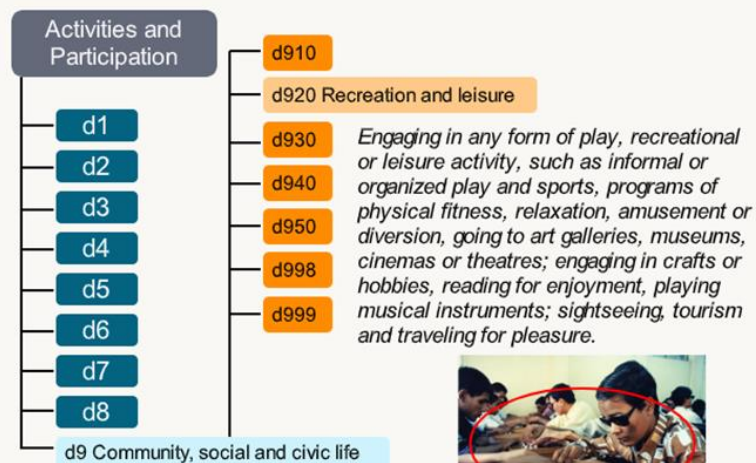 Activities and
Participation
d1
d2
d3
d4
d5
d6
d7
d8
d9 Community, social and civic life
d910
d920 Recreation and leisure
d930
d940
d950
d998
d999
Engaging in any form of play, recreational
or leisure activity, such as informal or
organized play and sports, programs of
physical fitness, relaxation, amusement or
diversion, going to art galleries, museums,
cinemas or theatres; engaging in crafts or
hobbies, reading for enjoyment, playing
musical instruments; sightseeing, tourism
and traveling for pleasure.